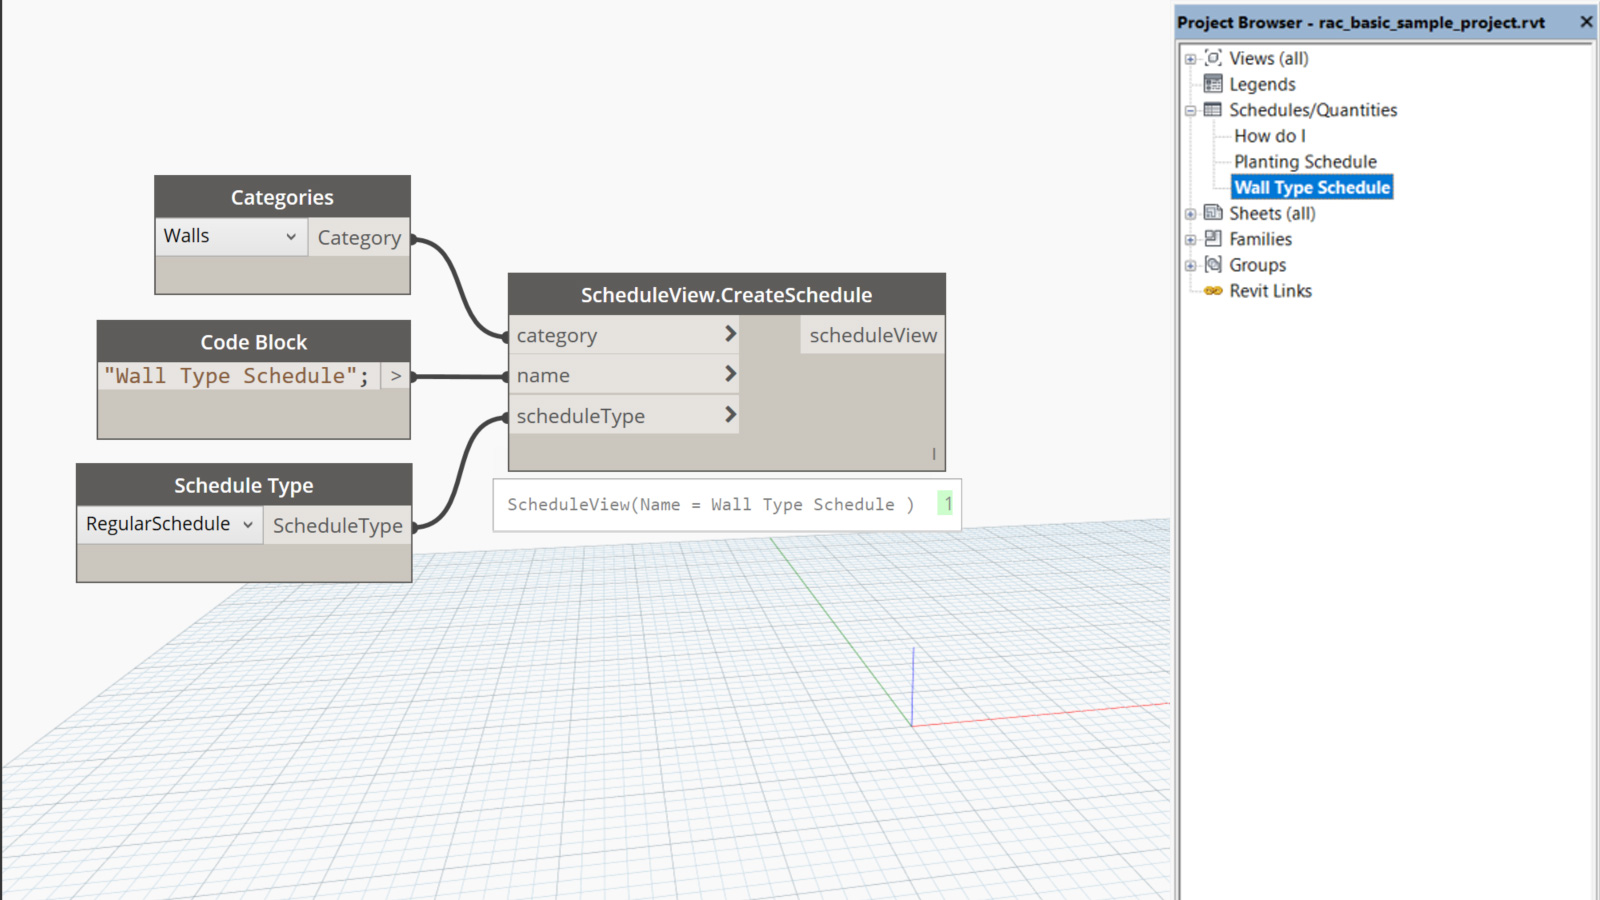 Categories
Walls
Category
Code Block
"Wall Type Schedule";
>
Schedule Type
RegularSchedule
ScheduleType
ScheduleView.CreateSchedule
category
scheduleView
name
scheduleType
ScheduleView(Name = Wall Type Schedule )
1
Project Browser - rac_basic_sample_project.rvt
Views (all)
Legends
Schedules/Quantities
How do I
Planting Schedule
Wall Type Schedule
Sheets (all)
Families
Groups
Revit Links